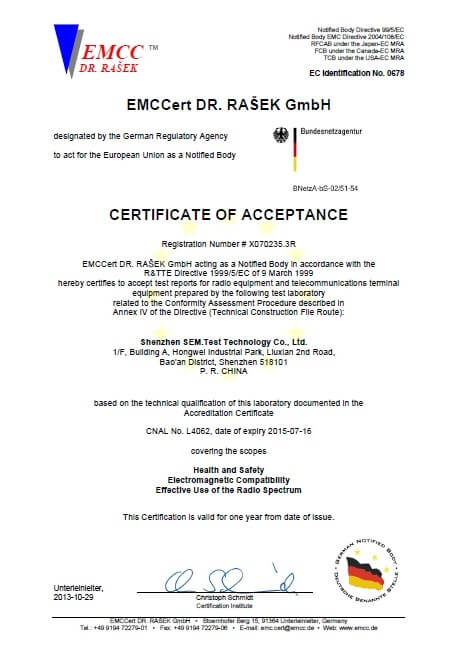 EMCC ™
DR. RAŠEK
Notified Body Directive 99/5/EC
Notified Body EMC Directive 2004/108/EC
RFCAB under the Japan-EC MRA
FCB under the Canada-EC MRA
TCB under the USA-EC MRA
EC Identification No. 0678
EMCCert DR. RAŠEK GmbH
designated by the German Regulatory Agency
to act for the European Union as a Notified Body
Bundesnetzagentur
BNetzA-bS-02/51-54
CERTIFICATE OF ACCEPTANCE
Registration Number # X070235.3R
EMCCert DR. RAŠEK GmbH acting as a Notified Body in accordance with the
R&TTE Directive 1999/5/EC of 9 March 1999
hereby certifies to accept test reports for radio equipment and telecommunications terminal
equipment prepared by the following test laboratory
related to the Conformity Assessment Procedure described in
Annex IV of the Directive (Technical Construction File Route):
Shenzhen SEM.Test Technology Co., Ltd.
1/F, Building A, Hongwei Industrial Park, Liuxian 2nd Road,
Bao'an District, Shenzhen 518101
P. R. CHINA
based on the technical qualification of this laboratory documented in the
Accreditation Certificate
CNAL No. L4062, date of expiry 2015-07-16
covering the scopes
Health and Safety
Electromagnetic Compatibility
Effective Use of the Radio Spectrum
This Certification is valid for one year from date of issue.
GERMAN NOTIFIED BODY
DEUTSCHE BENANNTE STELLE
Unterleinleiter,
2013-10-29
Christoph Schmidt
Certification Institute
EMCCert DR. RAŠEK GmbH • Stoernhofer Berg 15, 91364 Unterleinleiter, Germany
Tel.: +49 9194 72279-01 • Fax: +49 9194 72279-06 • E-mail: emc.cert@emcc.de • Web: www.emcc.de